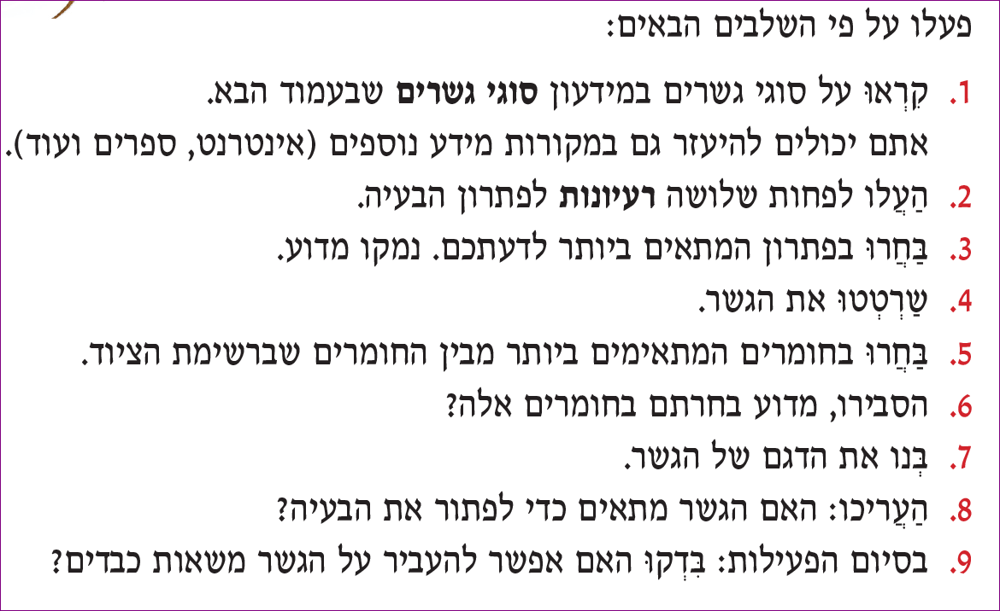 פעלו על פי השלבים הבאים:
1. קִרְאוּ על סוגי גשרים במידעון סוגי גשרים שבעמוד הבא.
אתם יכולים להיעזר גם במקורות מידע נוספים (אינטרנט, ספרים ועוד).
2. הַעֲלו לפחות שלושה רעיונות לפתרון הבעיה.
3. בַּחֲרוּ בפתרון המתאים ביותר לדעתכם. נמקו מדוע.
4. שַרְטְטוּ את הגשר.
5. בַּחֲרוּ בחומרים המתאימים ביותר מבין החומרים שברשימת הציוד.
6. הסבירו, מדוע בחרתם בחומרים אלה?
7. בְּנו את הדגם של הגשר.
8. הַעֲריכו: האם הגשר מתאים כדי לפתור את הבעיה?
9. בסיום הפעילות: בִּדְקוּ האם אפשר להעביר על הגשר משאות כבדים?